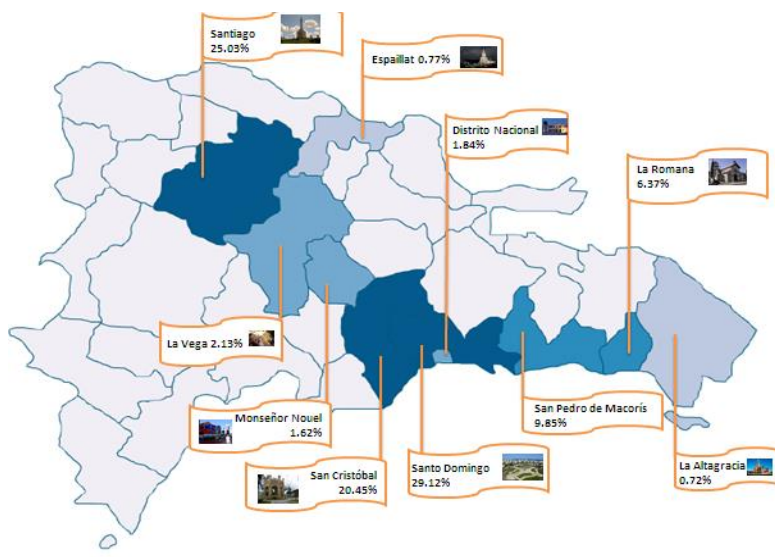 Santiago
25.03%
Espaillat 0.77%
Distrito Nacional
1.84%
La Romana
6.37%
La Vega 2.13%
Monseñor Nouel
1.62%
San Cristóbal
20.45%
Santo Domingo
29.12%
San Pedro de Macorís
9.85%
La Altagracia
0.72%